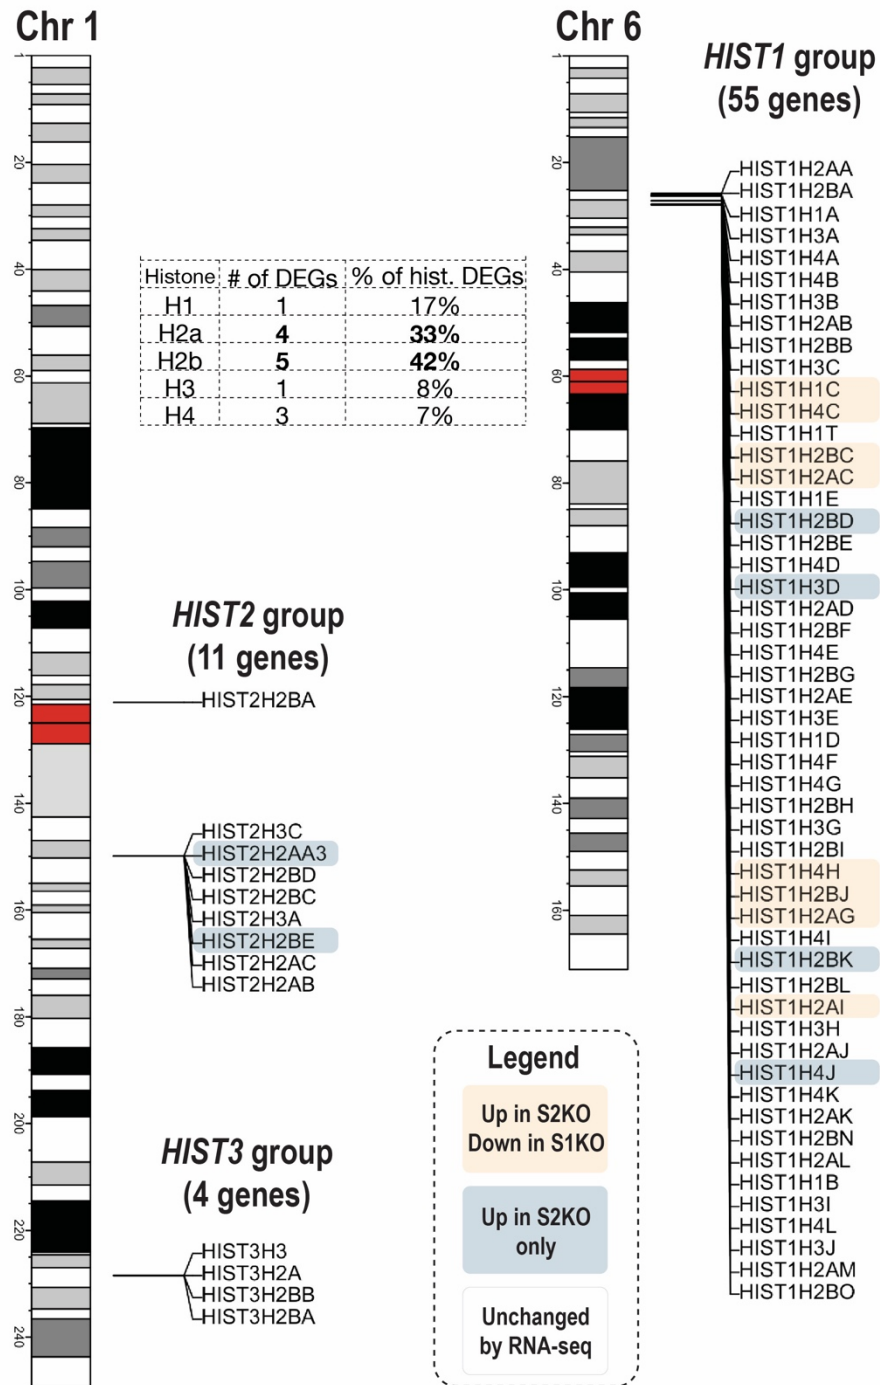 Chr 1
1
20
40
60
80
100
120
140
160
180
200
220
240
Histone # of DEGs % of hist. DEGs
H1 1 17%
H2a 4 33%
H2b 5 42%
H3 1 8%
H4 3 7%
HIST2 group
(11 genes)
HIST2H2BA
HIST2H3C
HIST2H2AA3
HIST2H2BD
HIST2H2BC
HIST2H3A
HIST2H2BE
HIST2H2AC
HIST2H2AB
HIST3 group
(4 genes)
HIST3H3
HIST3H2A
HIST3H2BB
HIST3H2BA
Chr 6
1
20
40
60
80
100
120
140
160
HIST1 group
(55 genes)
HIST1H2AA
HIST1H2BA
HIST1H1A
HIST1H3A
HIST1H4A
HIST1H4B
HIST1H3B
HIST1H2AB
HIST1H2BB
HIST1H3C
HIST1H1C
HIST1H4C
HIST1H1T
HIST1H2BC
HIST1H2AC
HIST1H1E
HIST1H2BD
HIST1H2BE
HIST1H4D
HIST1H3D
HIST1H2AD
HIST1H2BF
HIST1H4E
HIST1H2BG
HIST1H2AE
HIST1H3E
HIST1H1D
HIST1H4F
HIST1H4G
HIST1H2BH
HIST1H3G
HIST1H2BI
HIST1H4H
HIST1H2BJ
HIST1H2AG
HIST1H4I
HIST1H2BK
HIST1H2BL
HIST1H2AI
HIST1H3H
HIST1H2AJ
HIST1H4J
HIST1H4K
HIST1H2AK
HIST1H2BN
HIST1H2AL
HIST1H1B
HIST1H3I
HIST1H4L
HIST1H3J
HIST1H2AM
HIST1H2BO
Legend
Up in S2KO
Down in S1KO
Up in S2KO
only
Unchanged
by RNA-seq